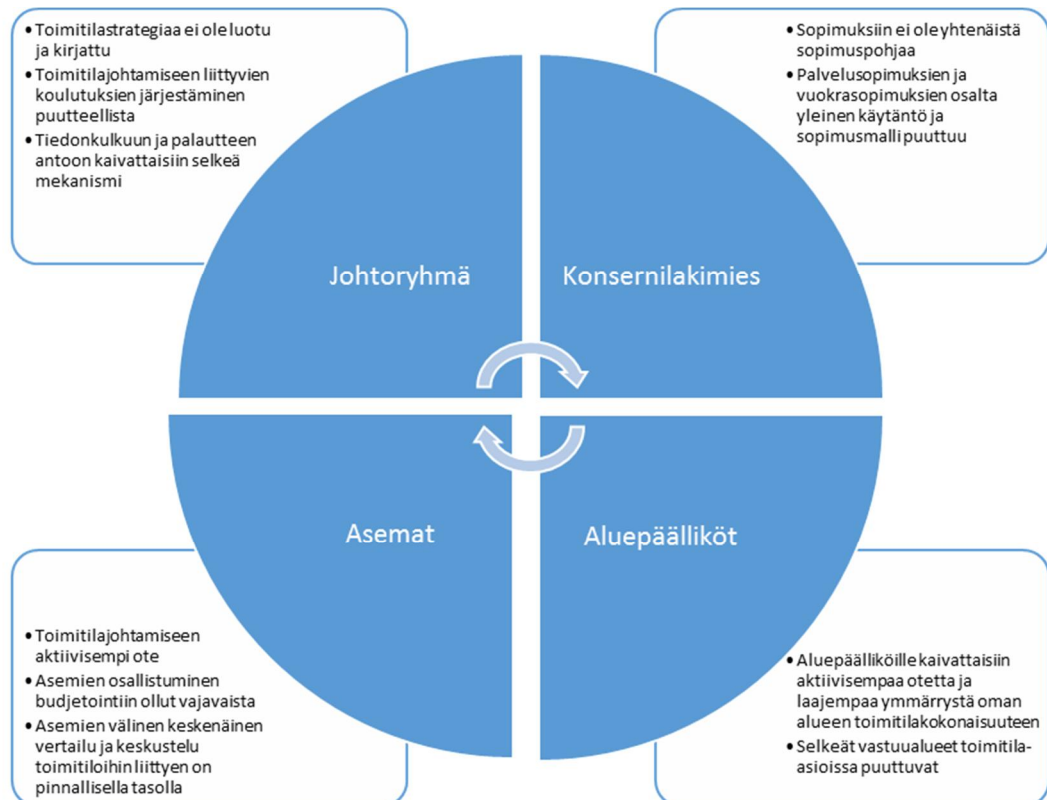 • Toimitilastrategiaa ei ole luotu
ja kirjattu
• Toimitilajohtamiseen liittyvien
koulutuksien järjestäminen
puutteellista
• Tiedonkulkuun ja palautteen
antoon kaivattaisiin selkeä
mekanismi
• Sopimuksiin ei ole yhtenäistä
sopimuspohjaa
• Palvelusopimuksien ja
vuokrasopimuksien osalta
yleinen käytäntö ja
sopimusmalli puuttuu
Johtoryhmä
Konsernilakimies
Asemat
Aluepäälliköt
• Toimitilajohtamiseen
aktiivisempi ote
• Asemien osallistuminen
budjetointiin ollut vajavaista
• Asemien välinen keskenäinen
vertailu ja keskustelu
toimitiloihin liittyen on
pinnallisella tasolla
• Aluepäälliköille kaivattaisiin
aktiivisempaa otetta ja
laajempaa ymmärrystä oman
alueen toimitilakokonaisuuteen
• Selkeät vastuualueet toimitila-
asioissa puuttuvat